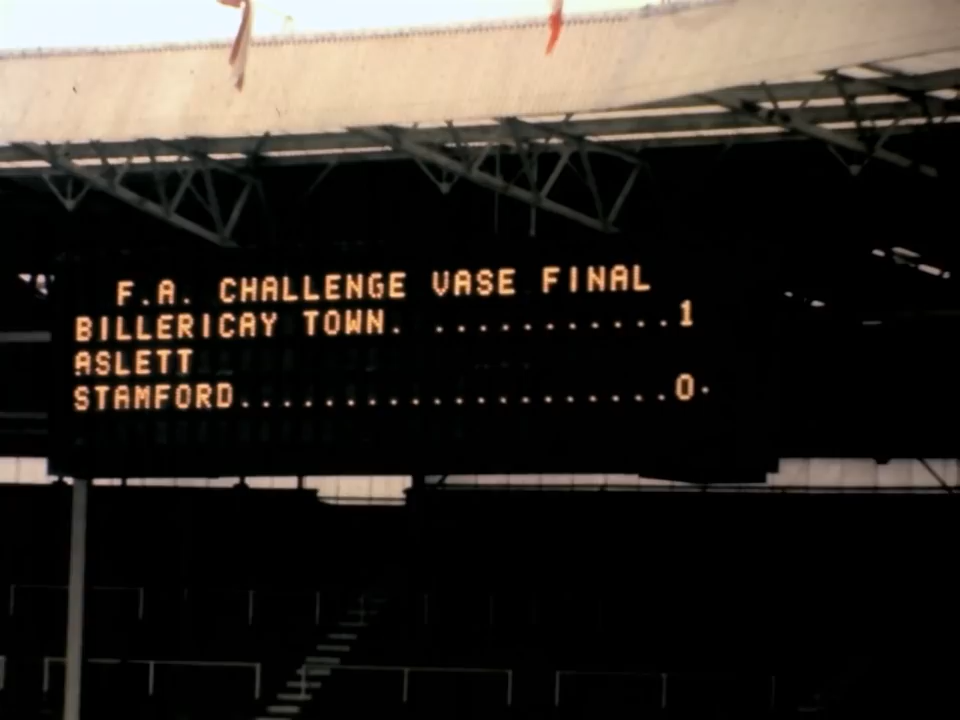 F.A. CHALLENGE VASE FINAL
BILLERICAY TOWN. ...........1
ASLETT
STAMFORD.....................0.